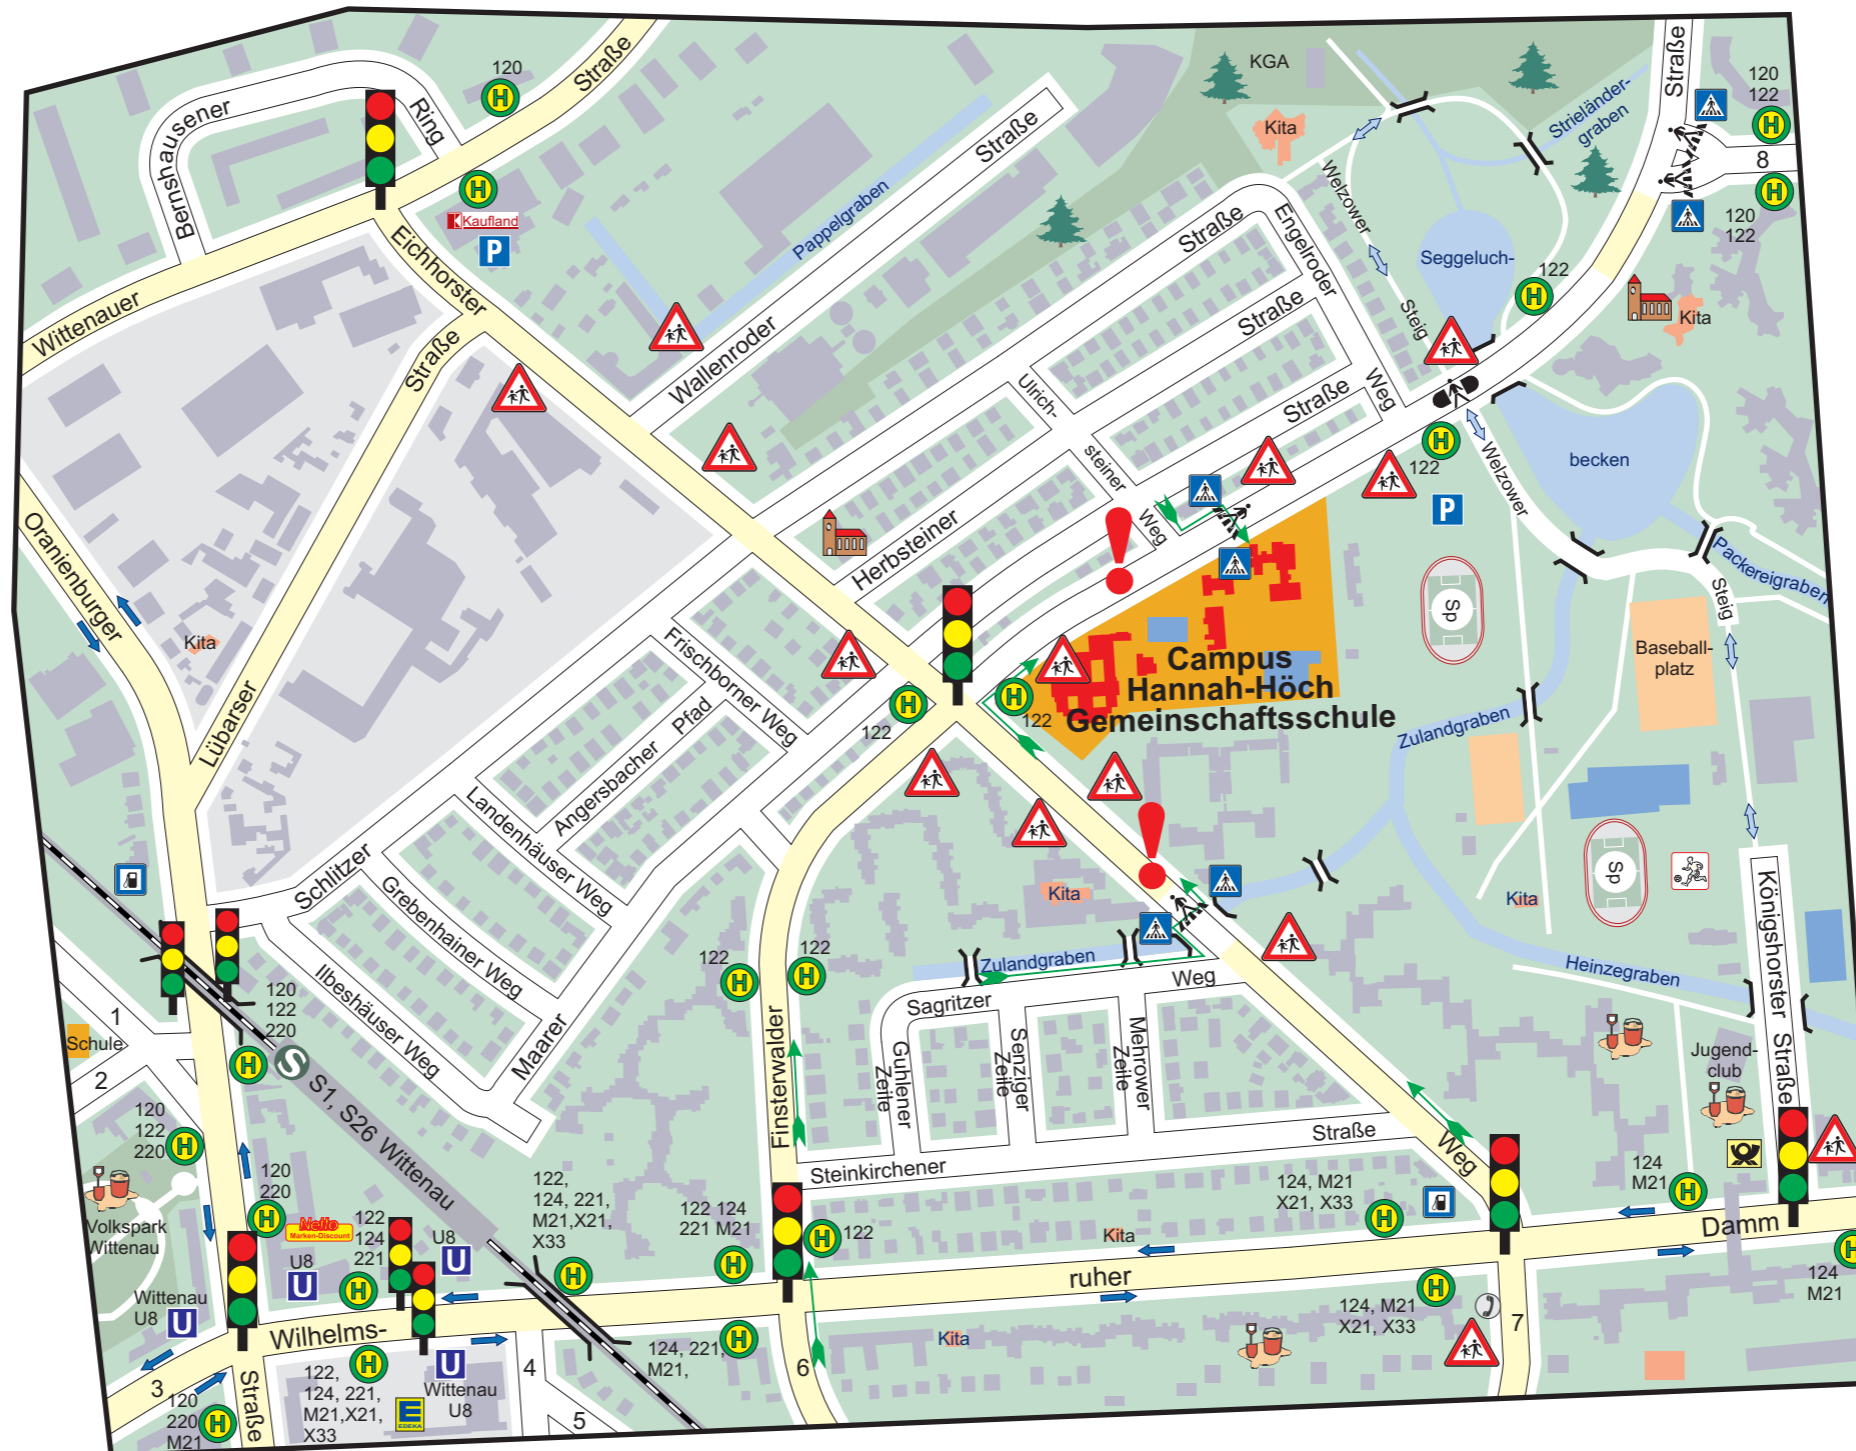 120
Straße
Bernshausener
Ring
Kaufland
P
Wittenauer
Eichhorster
Straße
Pappelgraben
Straße
Wallenroder
KGA
Kita
Strieländer-
graben
Straße
120
122
8
120
122
Welzower
Steig
Seggeluch-
122
Kita
Engelroder
Weg
Straße
Straße
Straße
Ulrich-
steiner
Weg
Herbsteiner
122
P
becken
Welzower
Steig
Packereigraben
Sp
Baseball-
platz
Oranienburger
Kita
Lübarser
Frischborner Weg
Angersbacher Pfad
Landenhäuser Weg
Schlitzer
Grebenhainer Weg
Ilbeshäuser Weg
Maarer
122
122
Campus
Hannah-Höch
Gemeinschaftsschule
Zulandgraben
Sp
Kita
Kita
Heinzegraben
Königshorster Straße
122
122
Zulandgraben
Sagritzer
Weg
Finsterwalder
Guhlener
Zeile
Senziger
Zeile
Mehrower
Zeile
Jugend-
club
1
Schule
2
120
122
220
S
S1, S26 Wittenau
120
122
220
Steinkirchener
Straße
Weg
Volkspark
Wittenau
120
220
Netto
Marken-Discount
122
124
221
U8
U
U8
U
Wittenau
U8
U
122,
124, 221,
M21,X21,
X33
122 124
221 M21
122
124, M21
X21, X33
124
M21
Kita
Damm
ruher
Wilhelms-
124
M21
124, M21
X21, X33
7
Kita
124, 221,
M21,
6
3
120
220
M21
Straße
122,
124, 221,
M21,X21,
X33
E
EDEKA
U
Wittenau
U8
4
5